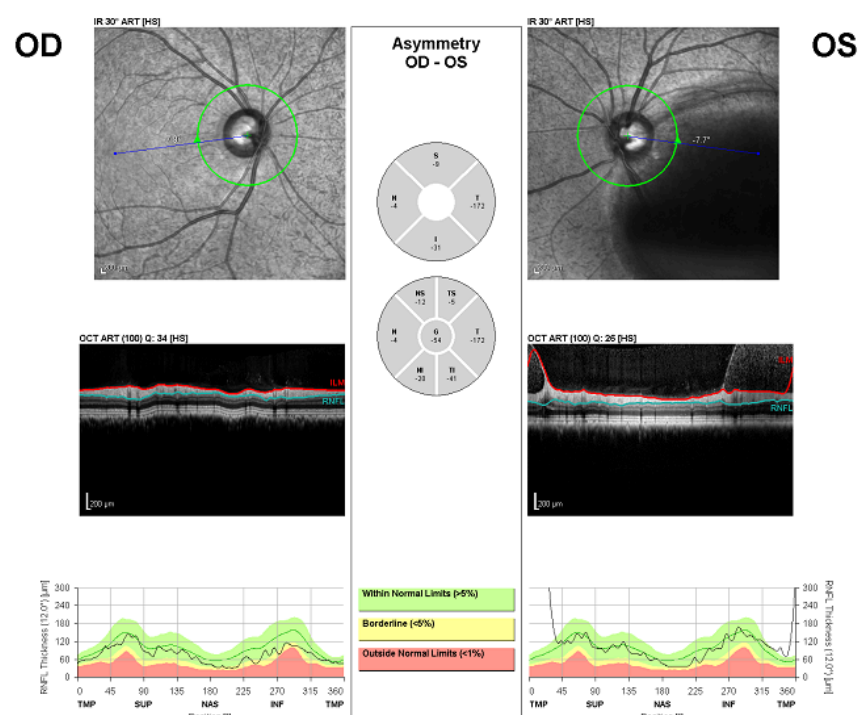 IR 30° ART [HS]
IR 30° ART [HS]
OD
Asymmetry
OD - OS
OS
-7.7°
200 µm
S
-9
N
-4
T
-172
I
-31
NS
-12
TS
-5
N
-4
G
-54
T
-172
NI
-20
TI
-41
OCT ART (100) Q: 34 [HS]
OCT ART (100) Q: 26 [HS]
ILM
RNFL
200 µm
ILM
RNFL
200 µm
RNFL Thickness (12.0°) [µm]
300
240
180
120
60
0
0 45 90 135 180 225 270 315 360
TMP SUP NAS INF TMP
Within Normal Limits (>5%)
Borderline (<5%)
Outside Normal Limits (<1%)
300
240
180
120
60
0
RNFL Thickness (12.0°) [µm]
0 45 90 135 180 225 270 315 360
TMP SUP NAS INF TMP